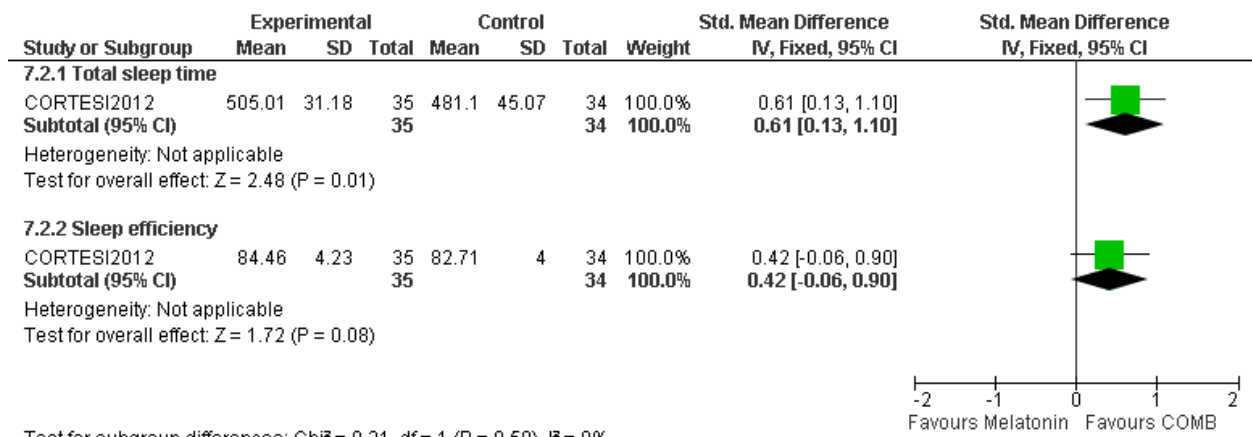 Experimental Control Std. Mean Difference Std. Mean Difference
Study or Subgroup Mean SD Total Mean SD Total Weight IV, Fixed, 95% CI IV, Fixed, 95% CI
7.2.1 Total sleep time
CORTESI2012 505.01 31.18 35 481.1 45.07 34 100.0% 0.61 [0.13, 1.10]
Subtotal (95% CI) 35 34 100.0% 0.61 [0.13, 1.10]
Heterogeneity: Not applicable
Test for overall effect: Z = 2.48 (P = 0.01)
7.2.2 Sleep efficiency
CORTESI2012 84.46 4.23 35 82.71 4 34 100.0% 0.42 [-0.06, 0.90]
Subtotal (95% CI) 35 34 100.0% 0.42 [-0.06, 0.90]
Heterogeneity: Not applicable
Test for overall effect: Z = 1.72 (P = 0.08)
-2 -1 0 1 2
Favours Melatonin Favours COMB
Test for subgroup differences: df = 1